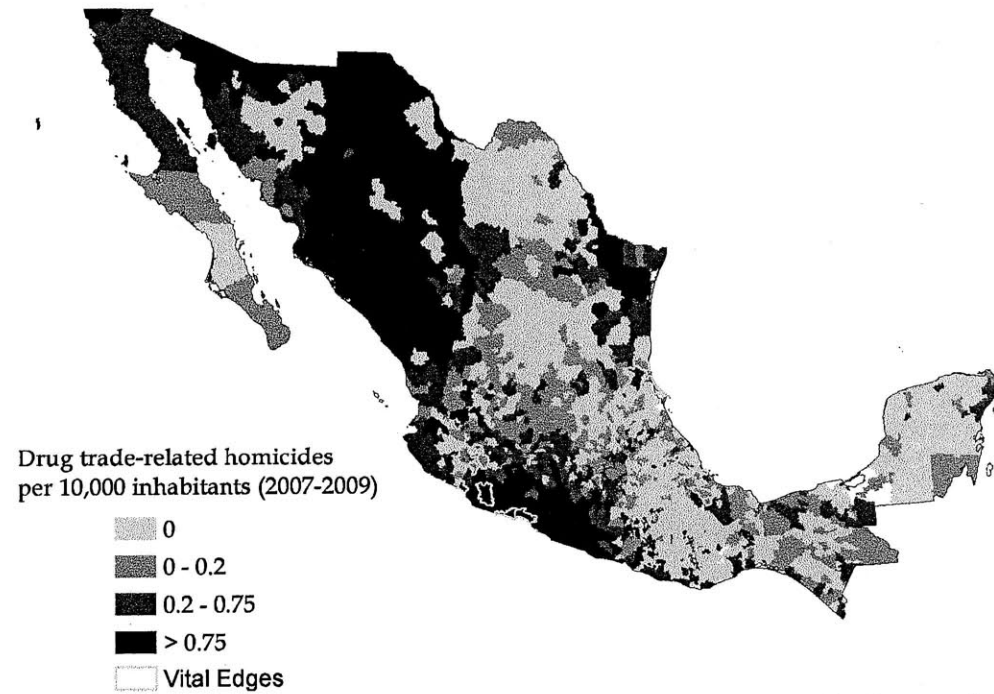 Drug trade-related homicides
per 10,000 inhabitants (2007-2009)
0
0 - 0.2
0.2 - 0.75
> 0.75
Vital Edges